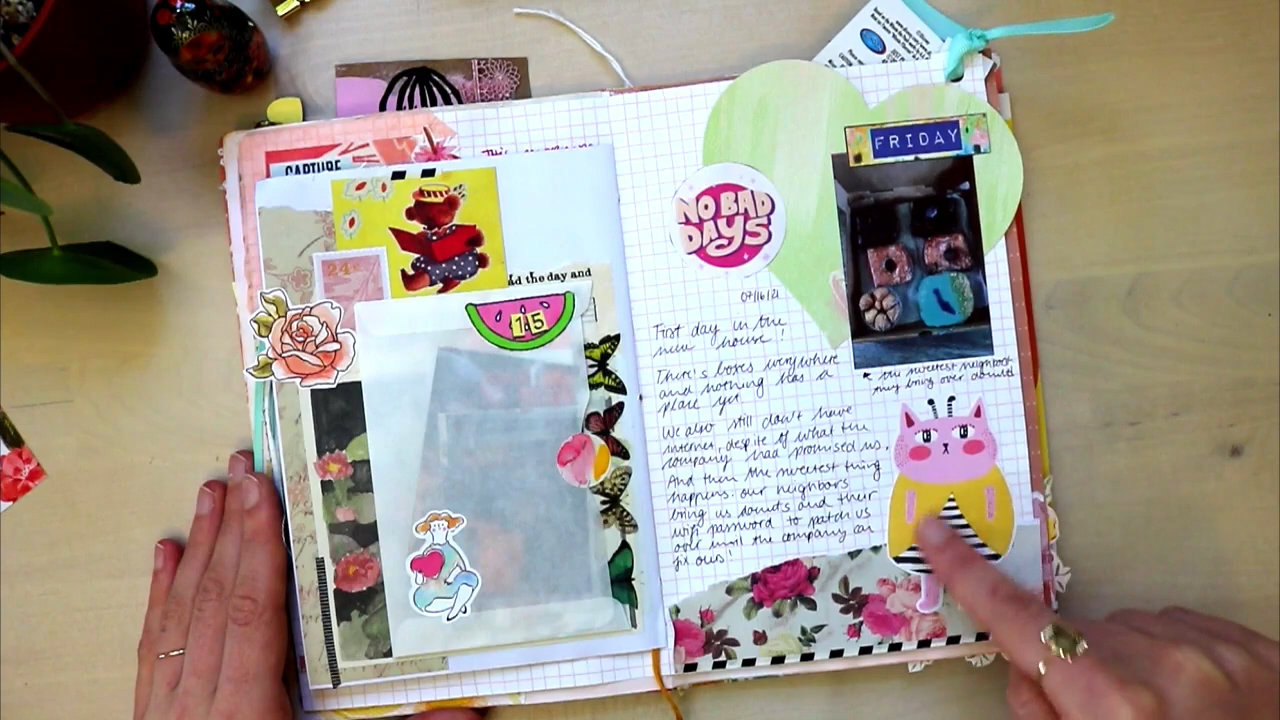 CAPTURE
24c
ad the day and
15
FRIDAY
NO BAD
DAYS
07/16/21
First day in the
new house!
There's boxes everywhere
and nothing has a
place yet.
We also still don't have
internet, despite of what the
company had promised us.
And then the sweetest thing
happens: our neighbors
bring us donuts and their
wifi password to patch us
over until the company can
fix ours!
← the sweetest neighbors
they bring over donuts